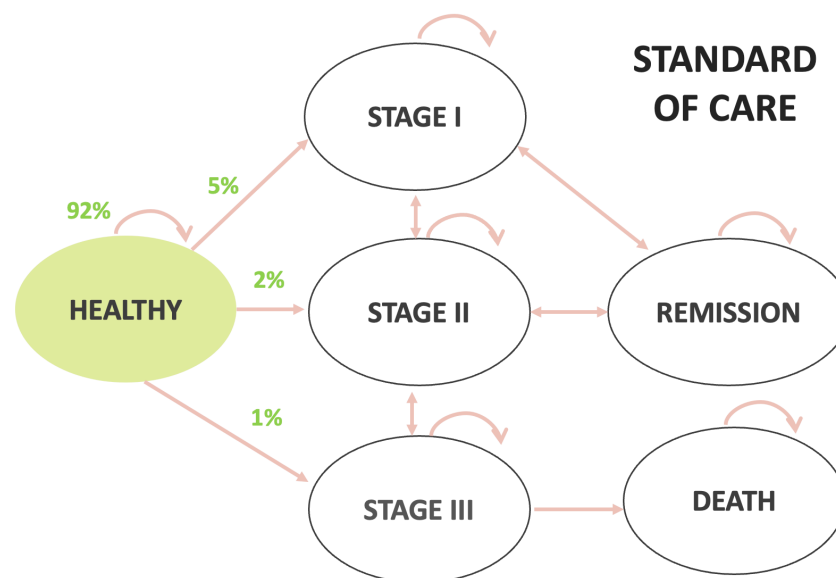 STANDARD
OF CARE
STAGE I
5%
92%
2%
HEALTHY
STAGE II
REMISSION
1%
STAGE III
DEATH